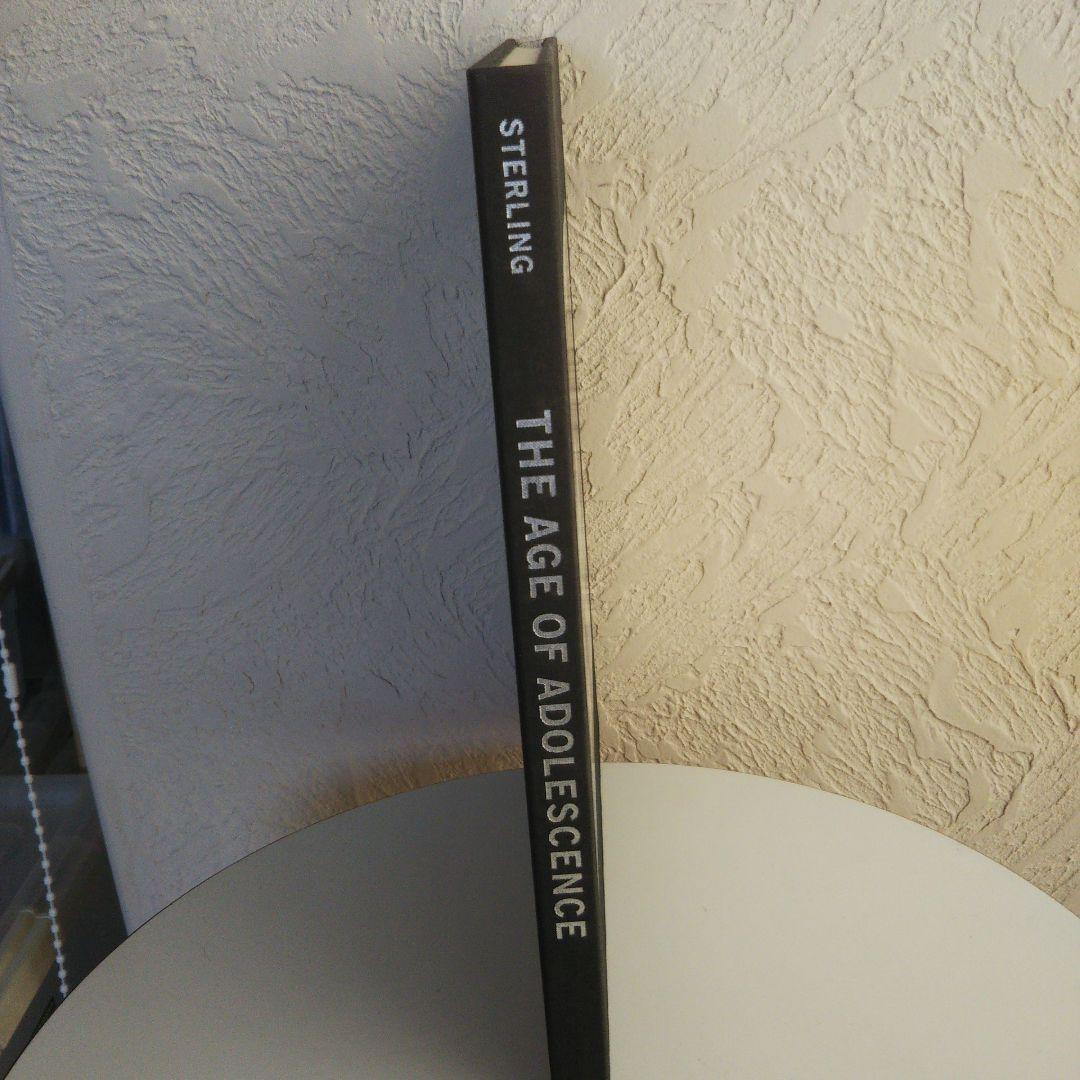 STERLING
THE AGE OF ADOLESCENCE